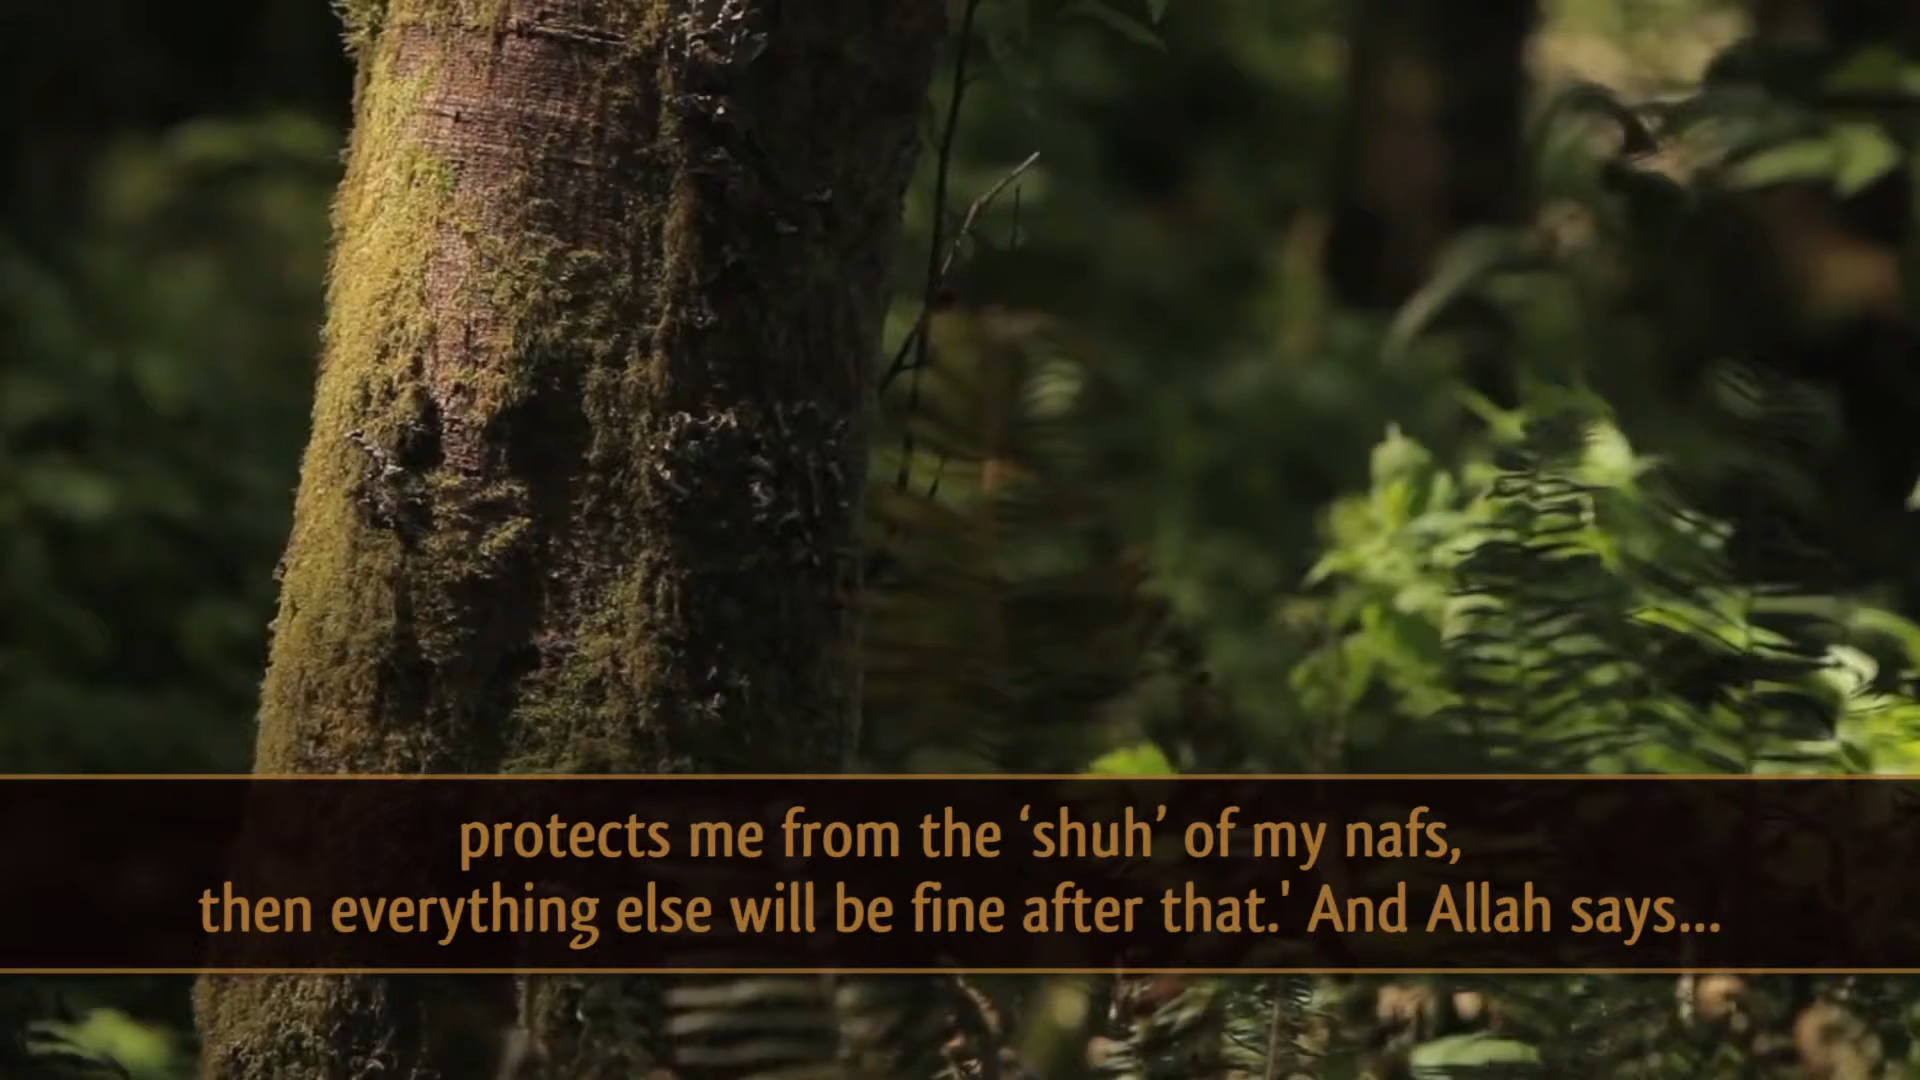 protects me from the ‘shuh’ of my nafs,
then everything else will be fine after that.' And Allah says...